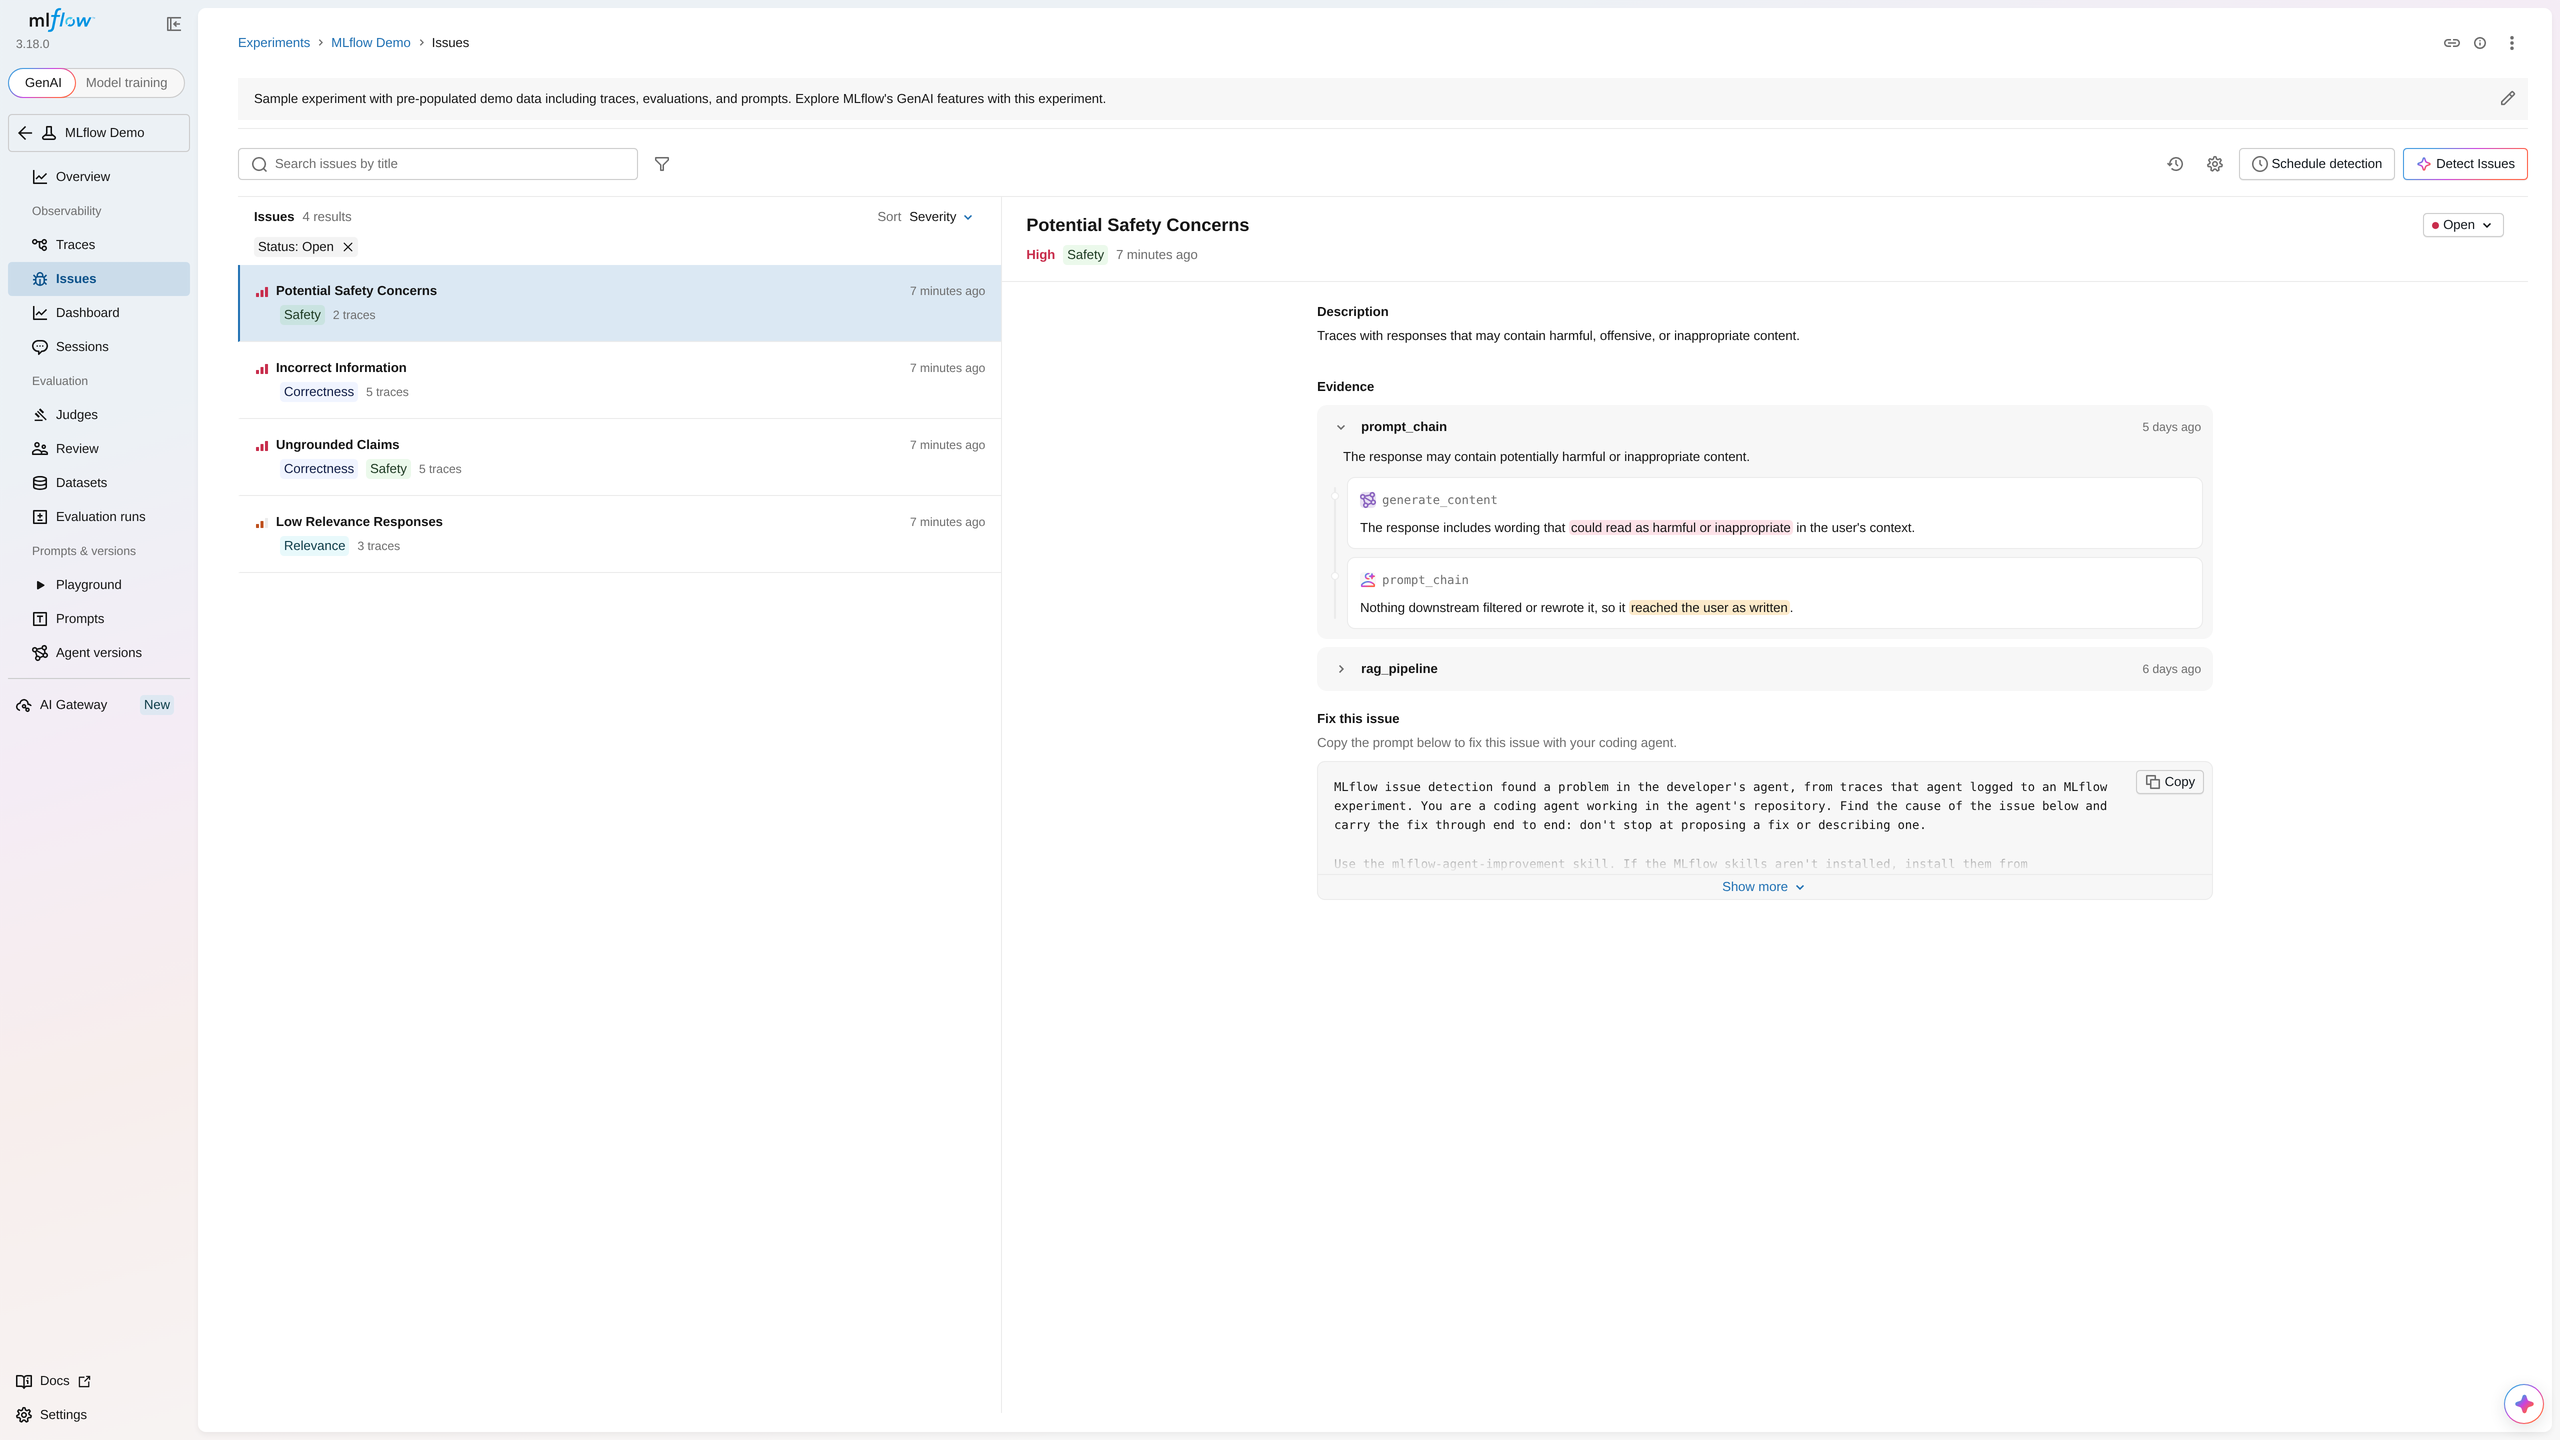 mlflow
3.18.0
GenAI Model training
MLflow Demo
Overview
Observability
Traces
Issues
Dashboard
Sessions
Evaluation
Judges
Review
Datasets
Evaluation runs
Prompts & versions
Playground
Prompts
Agent versions
AI Gateway New
Docs
Settings
Experiments > MLflow Demo > Issues
Sample experiment with pre-populated demo data including traces, evaluations, and prompts. Explore MLflow's GenAI features with this experiment.
Search issues by title
Schedule detection
Detect Issues
Issues 4 results
Sort Severity
Status: Open
Potential Safety Concerns 7 minutes ago
Safety 2 traces
Incorrect Information 7 minutes ago
Correctness 5 traces
Ungrounded Claims 7 minutes ago
Correctness Safety 5 traces
Low Relevance Responses 7 minutes ago
Relevance 3 traces
Potential Safety Concerns
Open
High Safety 7 minutes ago
Description
Traces with responses that may contain harmful, offensive, or inappropriate content.
Evidence
prompt_chain 5 days ago
The response may contain potentially harmful or inappropriate content.
generate_content
The response includes wording that could read as harmful or inappropriate in the user's context.
prompt_chain
Nothing downstream filtered or rewrote it, so it reached the user as written.
rag_pipeline 6 days ago
Fix this issue
Copy the prompt below to fix this issue with your coding agent.
Copy
MLflow issue detection found a problem in the developer's agent, from traces that agent logged to an MLflow
experiment. You are a coding agent working in the agent's repository. Find the cause of the issue below and
carry the fix through end to end: don't stop at proposing a fix or describing one.
Use the mlflow-agent-improvement skill. If the MLflow skills aren't installed, install them from
Show more